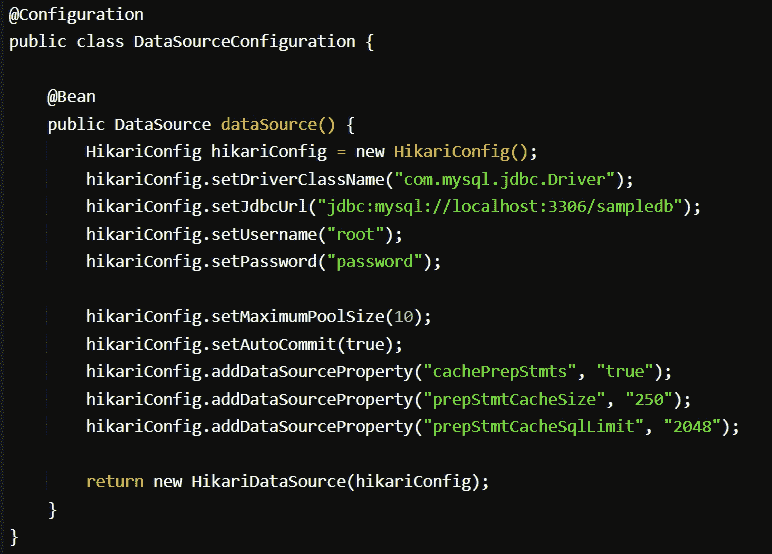 @Configuration
public class DataSourceConfiguration {
@Bean
public DataSource dataSource() {
HikariConfig hikariConfig = new HikariConfig();
hikariConfig.setDriverClassName("com.mysql.jdbc.Driver");
hikariConfig.setJdbcUrl("jdbc:mysql://localhost:3306/sampledb");
hikariConfig.setUsername("root");
hikariConfig.setPassword("password");
hikariConfig.setMaximumPoolSize(10);
hikariConfig.setAutoCommit(true);
hikariConfig.addDataSourceProperty("cachePrepStmts", "true");
hikariConfig.addDataSourceProperty("prepStmtCacheSize", "250");
hikariConfig.addDataSourceProperty("prepStmtCacheSqlLimit", "2048");
return new HikariDataSource(hikariConfig);
}
}